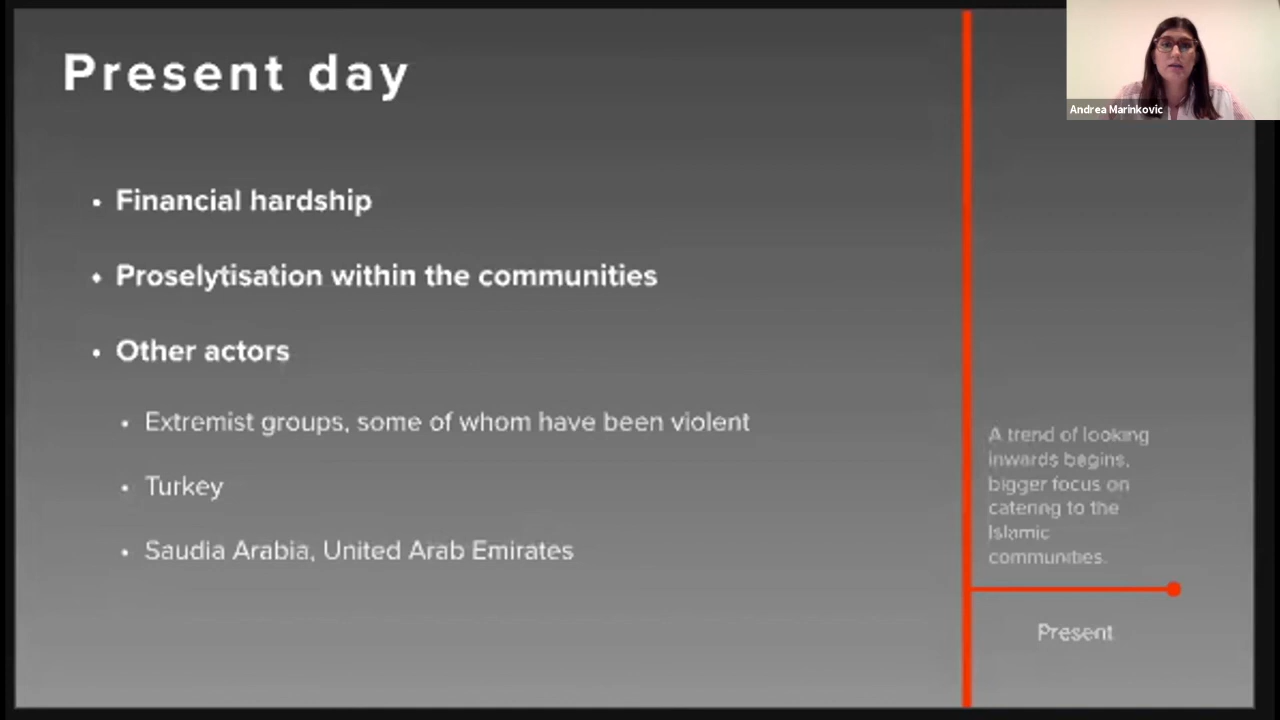 Present day
Andrea Marinkovic
• Financial hardship
• Proselytisation within the communities
• Other actors
• Extremist groups, some of whom have been violent
• Turkey
• Saudia Arabia, United Arab Emirates
A trend of looking
inwards begins,
bigger focus on
catering to the
Islamic
communities.
Present